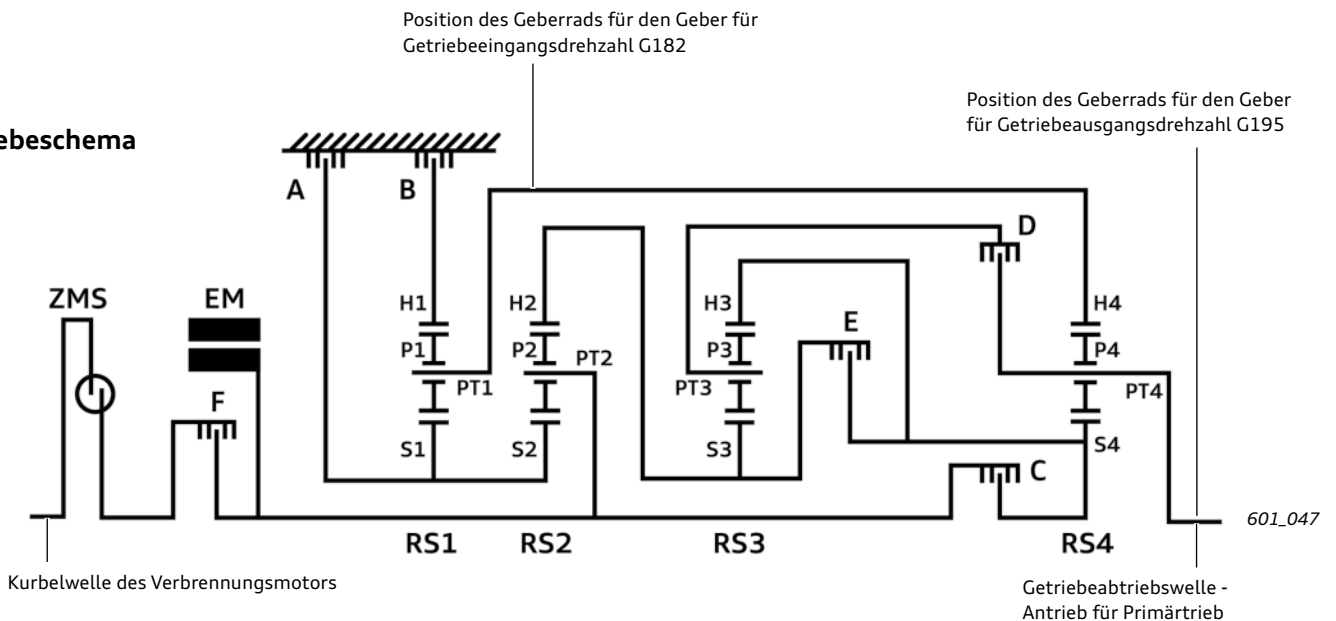 Position des Geberrads für den Geber für
Getriebeeingangsdrehzahl G182
Position des Geberrads für den Geber
für Getriebeausgangsdrehzahl G195
ebeschema
A
B
D
ZMS
EM
H1
H2
H3
H4
E
P1
P2
PT2
P3
P4
F
PT1
PT3
PT4
S1
S2
S3
S4
C
RS1
RS2
RS3
RS4
601_047
Kurbelwelle des Verbrennungsmotors
Getriebeabtriebswelle -
Antrieb für Primärtrieb